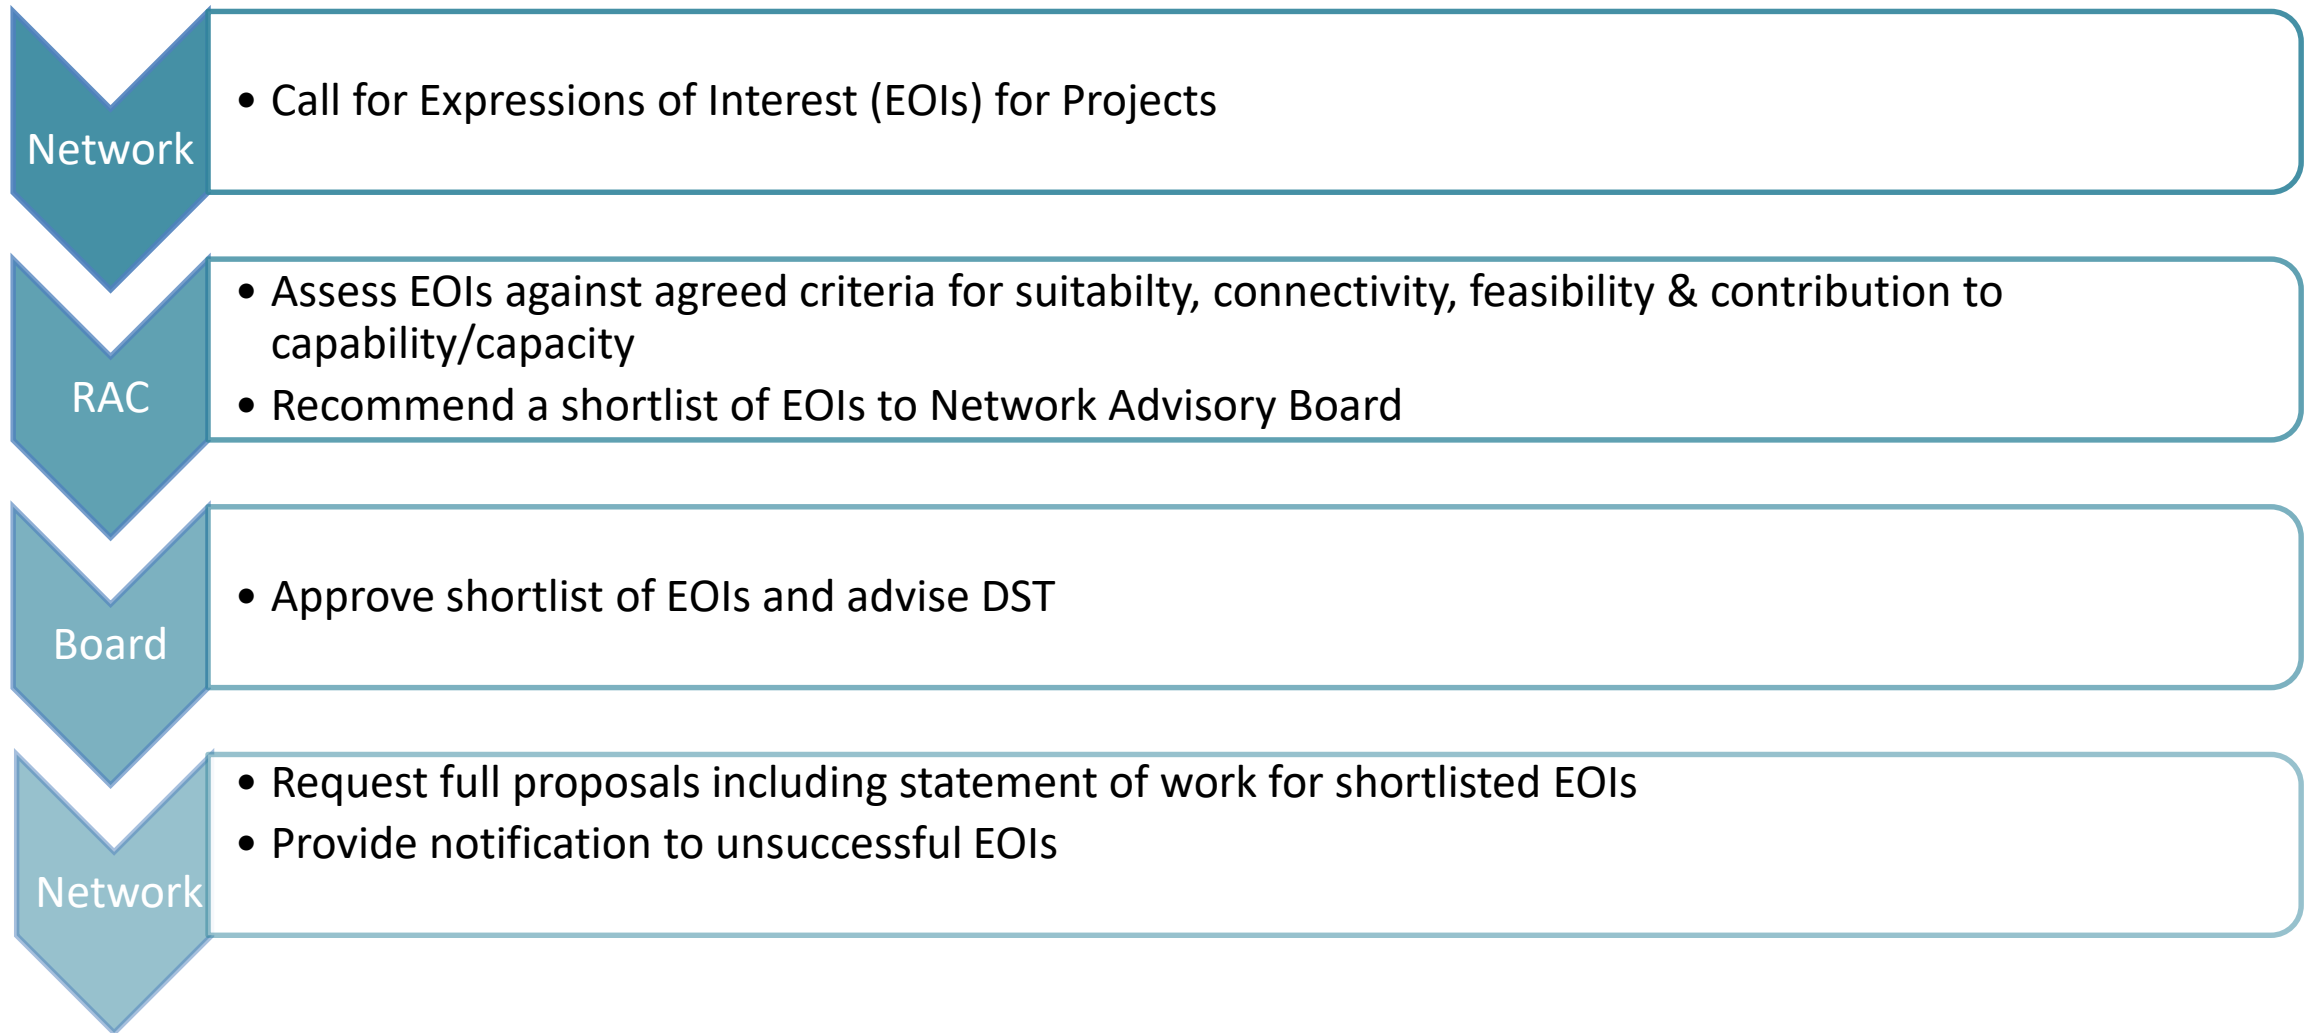 Network
• Call for Expressions of Interest (EOIs) for Projects
RAC
• Assess EOIs against agreed criteria for suitabilty, connectivity, feasibility & contribution to
capability/capacity
• Recommend a shortlist of EOIs to Network Advisory Board
Board
• Approve shortlist of EOIs and advise DST
Network
• Request full proposals including statement of work for shortlisted EOIs
• Provide notification to unsuccessful EOIs